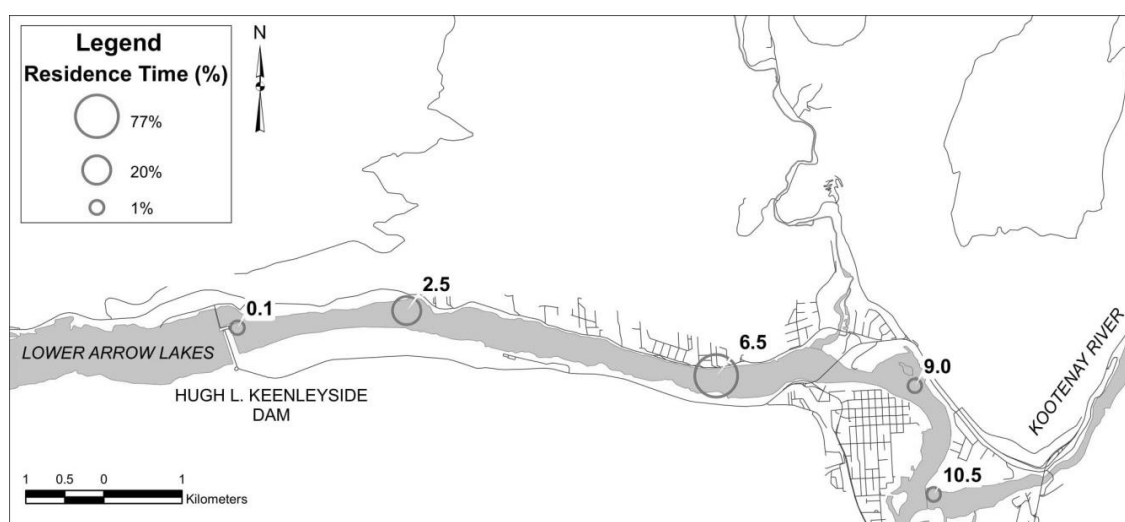 Legend
Residence Time (%)
77%
20%
1%
N
0.1
2.5
6.5
9.0
10.5
LOWER ARROW LAKES
HUGH L. KEENLEYSIDE
DAM
KOOTENAY RIVER
1 0.5 0 1
Kilometers